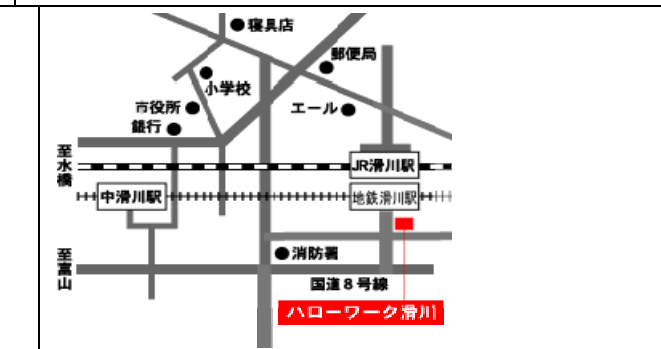 寝具店
郵便局
小学校
市役所
エール
銀行
至水橋
JR滑川駅
中滑川駅
地鉄滑川駅
消防署
至富山
国道8号線
ハローワーク滑川